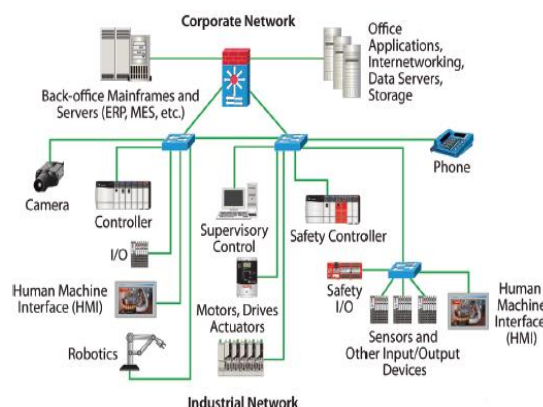 Corporate Network
Back-office Mainframes and
Servers (ERP, MES, etc.)
Office
Applications,
Internetworking,
Data Servers,
Storage
Camera
Controller
Phone
I/O
Supervisory
Control
Safety Controller
Human Machine
Interface (HMI)
Motors, Drives
Actuators
Safety
I/O
Sensors and
Other Input/Output
Devices
Human
Machine
Interface
(HMI)
Robotics
Industrial Network